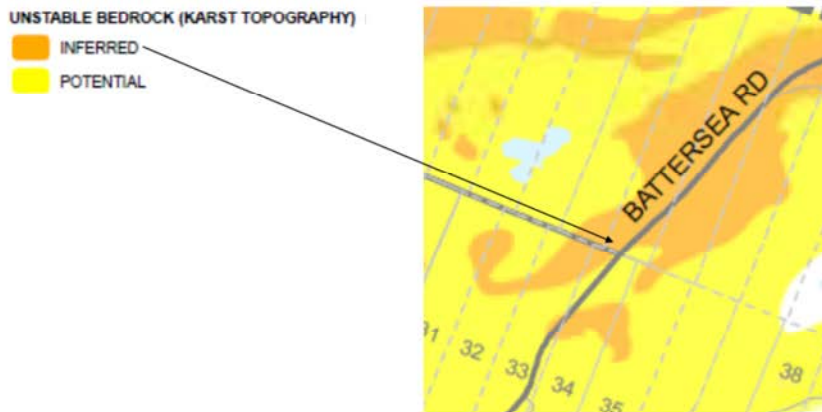 UNSTABLE BEDROCK (KARST TOPOGRAPHY)
INFERRED
POTENTIAL
BATTERSEA RD
31
32
33
34
35
38